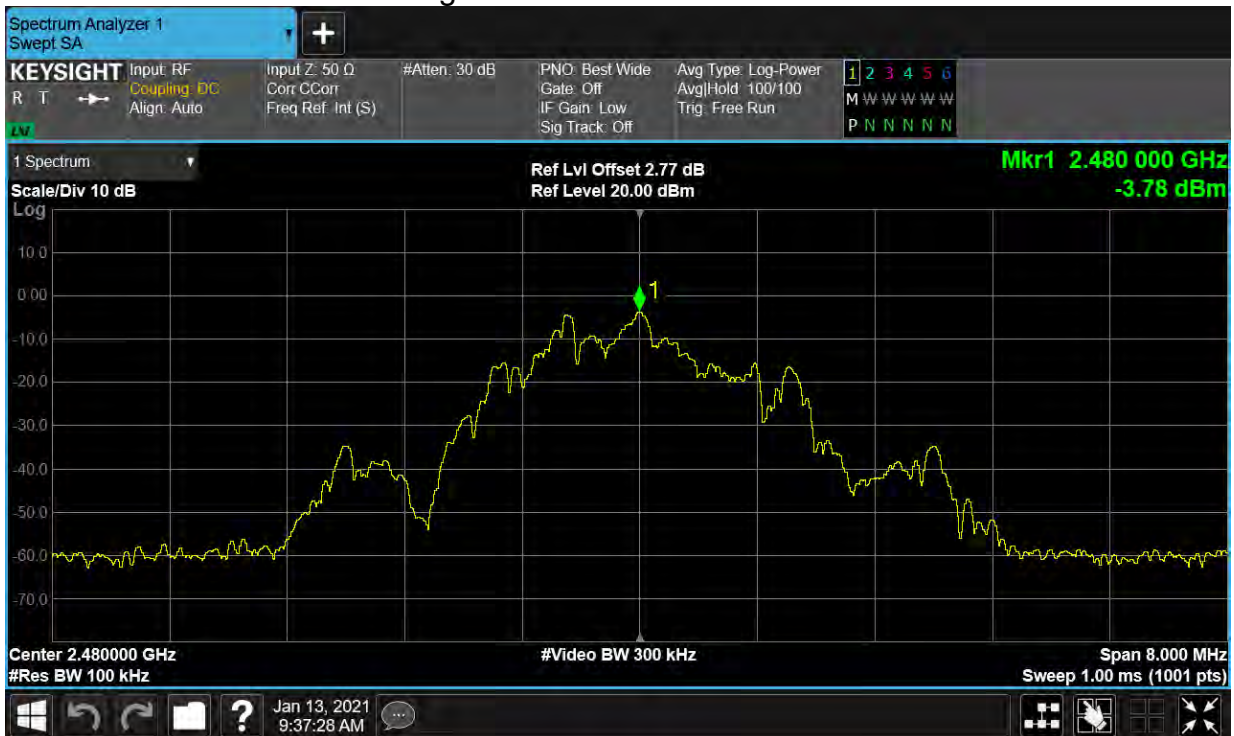 Spectrum Analyzer 1
Swept SA
+
KEYSIGHT
R T
LXI
Input: RF
Coupling: DC
Align: Auto
Input Z: 50 Ω
Corr CCorr
Freq Ref: Int (S)
#Atten: 30 dB
PNO: Best Wide
Gate: Off
IF Gain: Low
Sig Track: Off
Avg Type: Log-Power
Avg|Hold: 100/100
Trig: Free Run
1 2 3 4 5 6
M W W W W W
P N N N N N
1 Spectrum
Ref Lvl Offset 2.77 dB
Mkr1 2.480 000 GHz
Scale/Div 10 dB
Ref Level 20.00 dBm
-3.78 dBm
Log
10.0
0.00
1
-10.0
-20.0
-30.0
-40.0
-50.0
-60.0
-70.0
Center 2.480000 GHz
#Video BW 300 kHz
Span 8.000 MHz
#Res BW 100 kHz
Sweep 1.00 ms (1001 pts)
?
Jan 13, 2021
9:37:28 AM